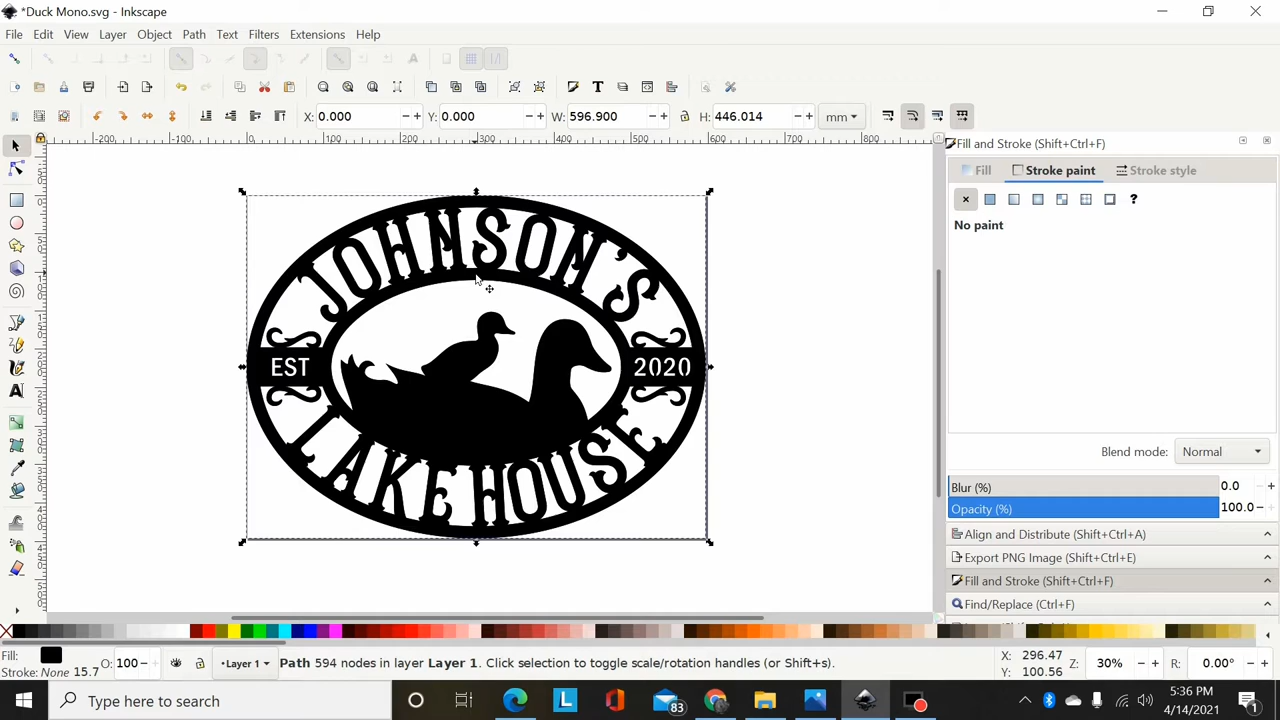 *Duck Mono.svg - Inkscape
File Edit View Layer Object Path Text Filters Extensions Help
X: 0.000 Y: 0.000 W: 596.900 H: 446.014 mm
Fill and Stroke (Shift+Ctrl+F)
Fill Stroke paint Stroke style
No paint
JOHNSON'S
EST 2020
LAKE HOUSE
Blend mode: Normal
Blur (%) 0.0
Opacity (%) 100.0
Align and Distribute (Shift+Ctrl+A)
Export PNG Image (Shift+Ctrl+E)
Fill and Stroke (Shift+Ctrl+F)
Find/Replace (Ctrl+F)
Fill: O: 100 Layer 1 Path 594 nodes in layer Layer 1. Click selection to toggle scale/rotation handles (or Shift+s). X: 296.47 Z: 30% R: 0.00°
Stroke: None 15.7 Y: 100.56
Type here to search
83
5:36 PM
4/14/2021
1